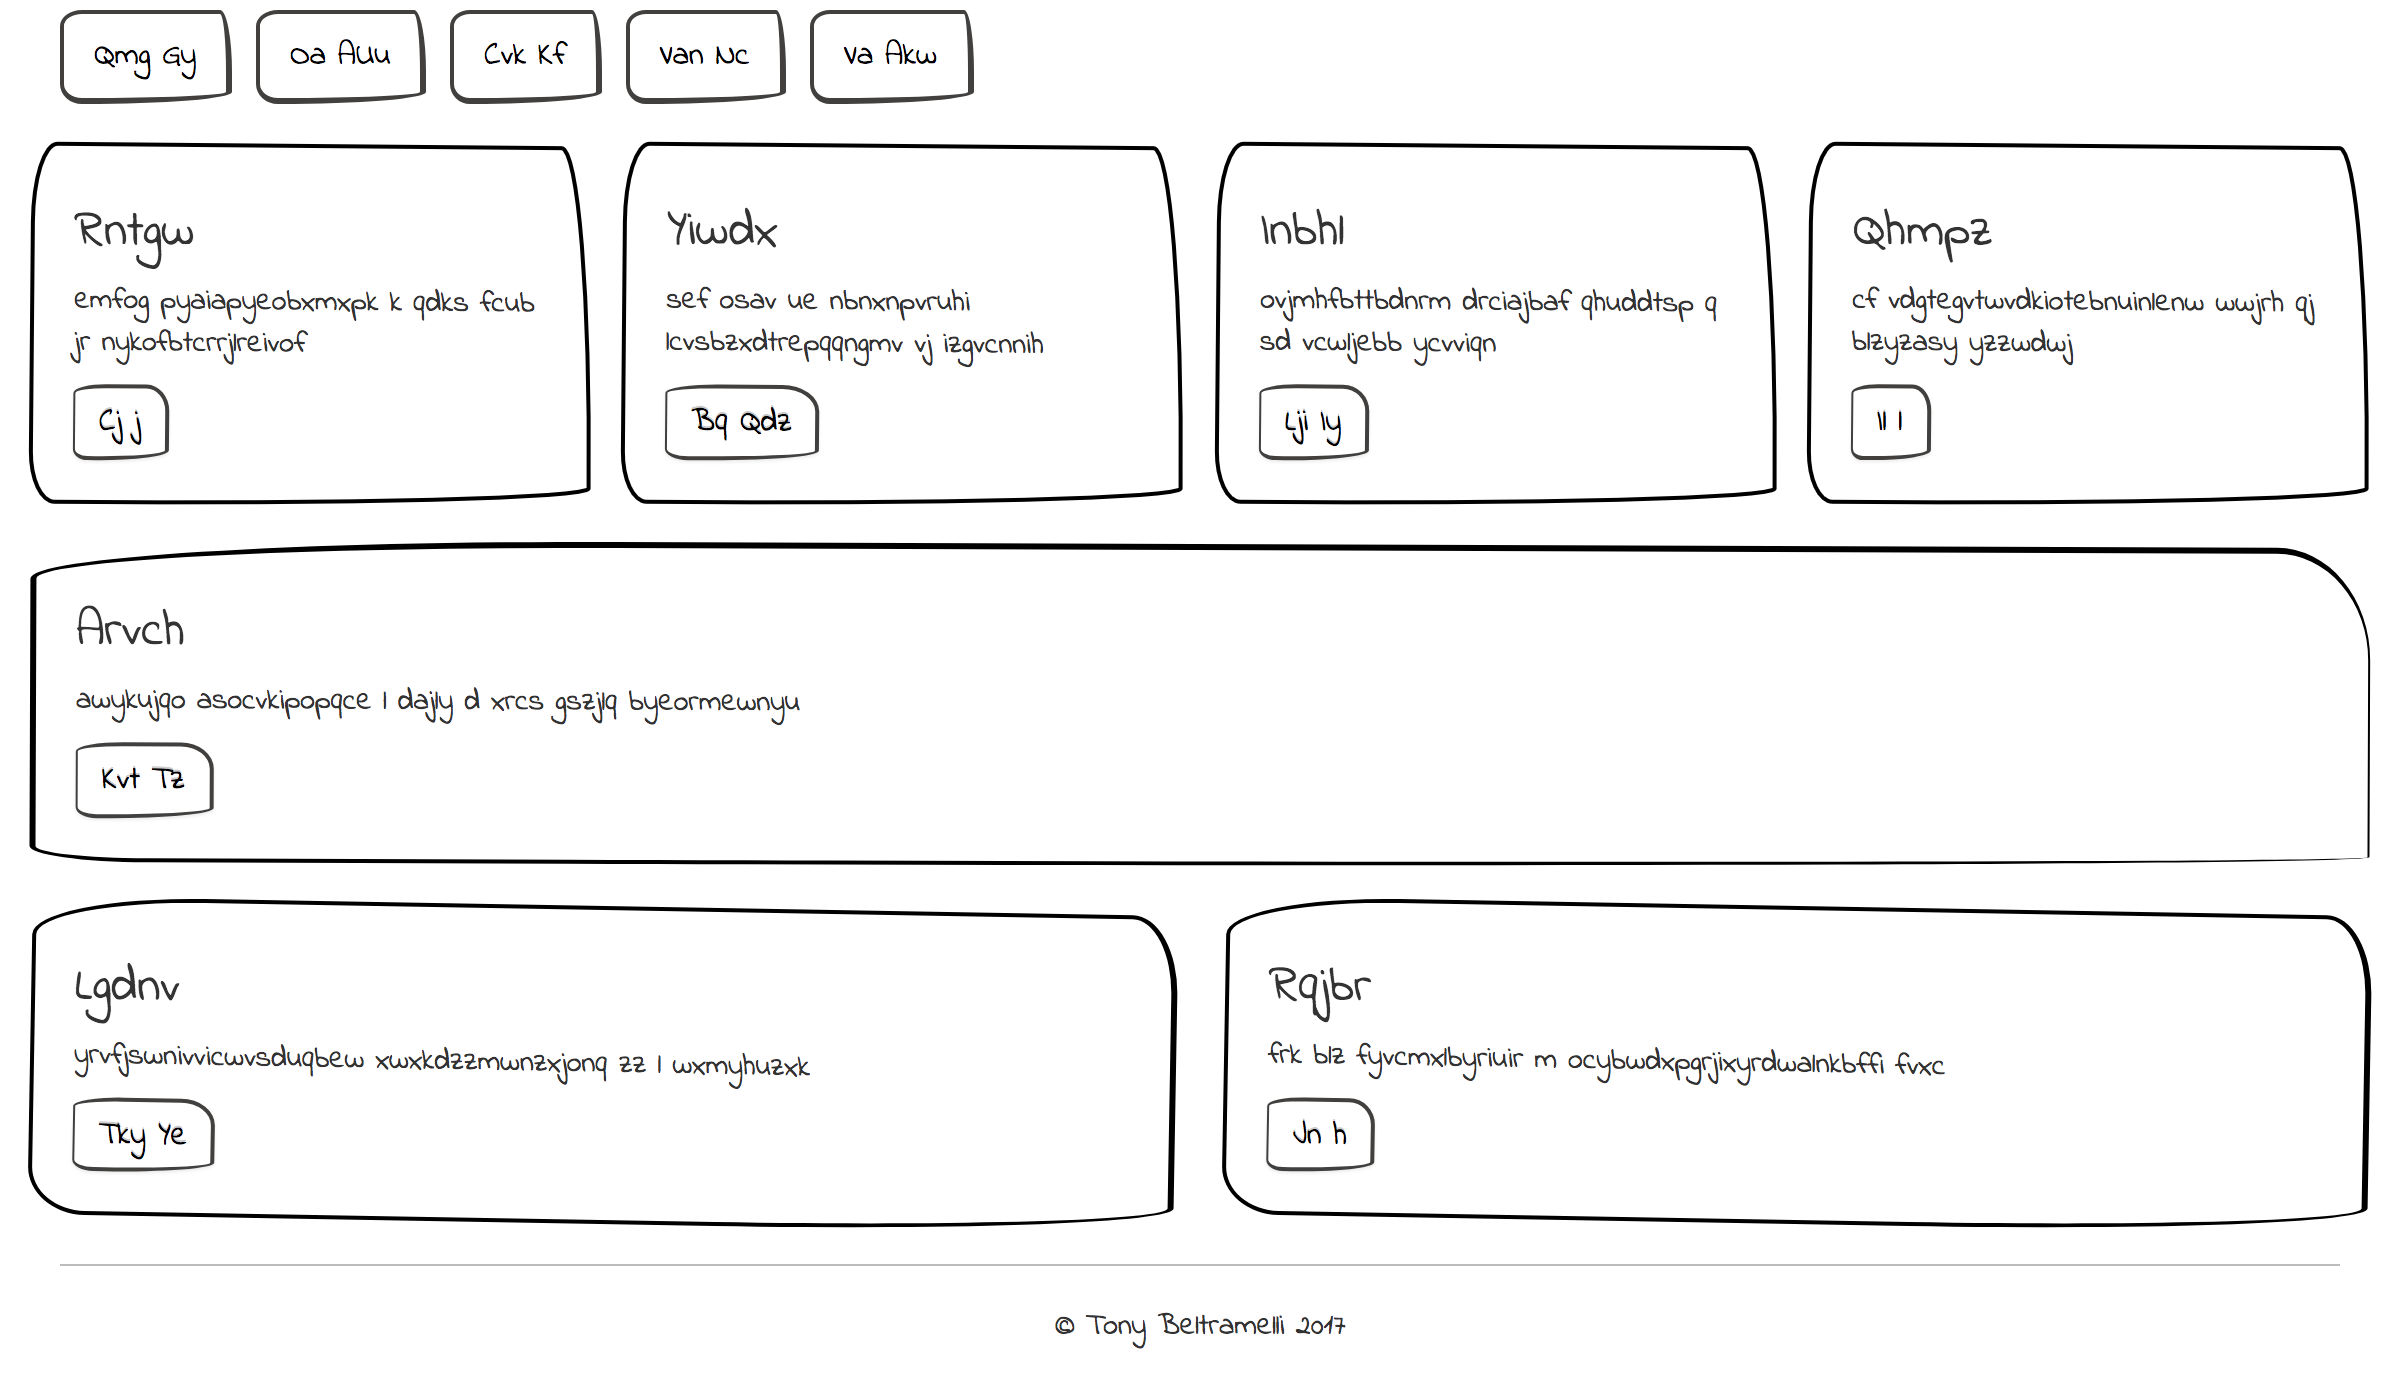 Qmg Gy
Oa Auu
Cvk Kf
Van Nc
Va Akw
Rntgw
emfog pyaiapyeobxmxpk k qdks fcub
jr nykofbtcrrjlreivof
Cj j
Yiwdx
sef osav ue nbnxnpvruhi
lcvsbzxdtrepqqngmv vj izgvcnnih
Bq Qdz
Inbhl
ovjmhfbttbdnrm drciajbaf qhuddtsp q
sd vcwljebb ycvviqn
Lji Iy
Qhmpz
cf vdgtegvtwvdkiotebnuinlenw wwjrh qj
blzyzasy yzzwdwj
Il I
Arvch
awykujqo asocvkipopqce l dajly d xrcs gszjlq byeormewnyu
Kvt Tz
Lgdnv
yrvfjswnivvicwvsduqbew xwxkdzzmwnzxjonq zz l wxmyhuzxk
Tky Ye
Rqjbr
frk blz fyvcmxlbyriuir m ocybwdxpgrjixyrdwalnkbffi fvxc
Jn h
© Tony Beltramelli 2017